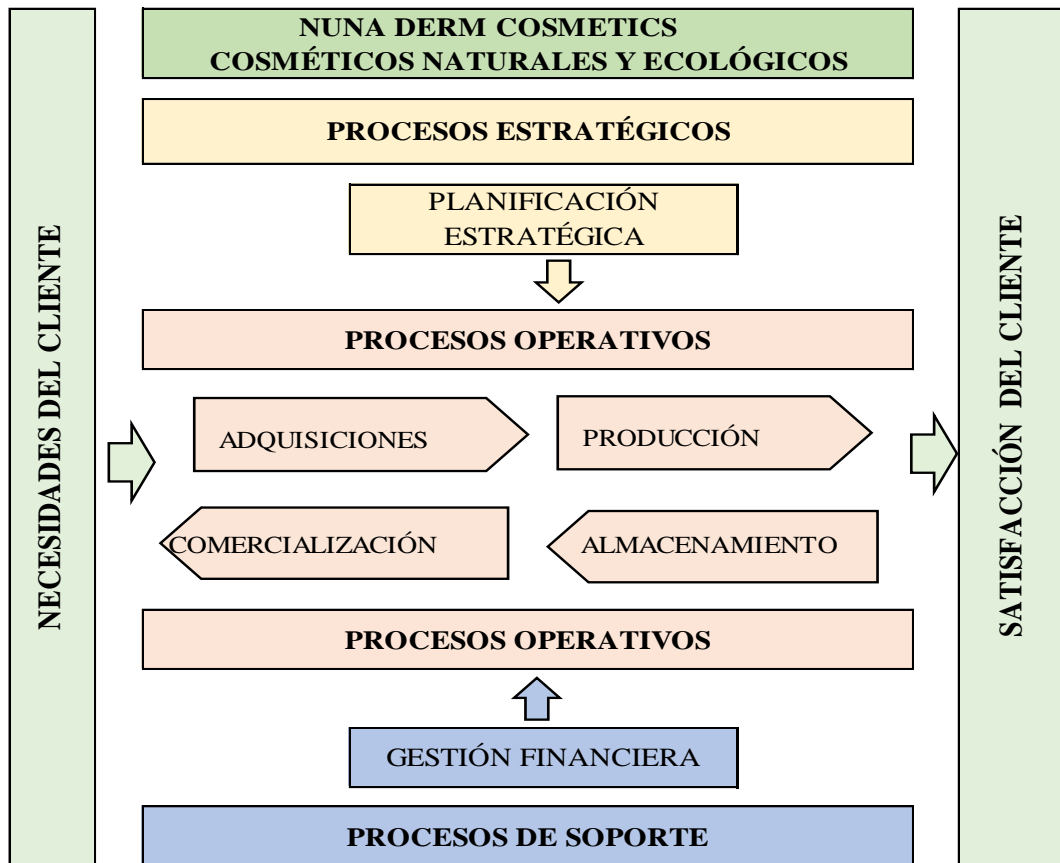 NUNA DERM COSMETICS
COSMÉTICOS NATURALES Y ECOLÓGICOS
PROCESOS ESTRATÉGICOS
PLANIFICACIÓN
ESTRATÉGICA
PROCESOS OPERATIVOS
NECESIDADES DEL CLIENTE
ADQUISICIONES
PRODUCCIÓN
COMERCIALIZACIÓN
ALMACENAMIENTO
SATISFACCIÓN DEL CLIENTE
PROCESOS OPERATIVOS
GESTIÓN FINANCIERA
PROCESOS DE SOPORTE